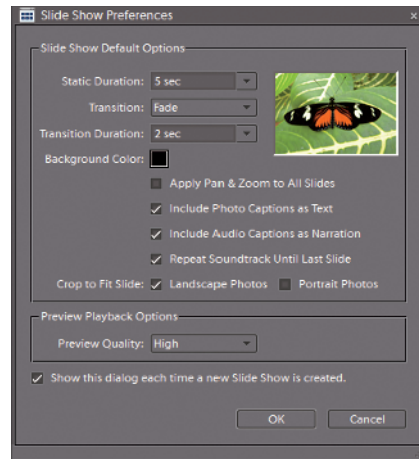 Slide Show Preferences
Slide Show Default Options
Static Duration: 5 sec
Transition: Fade
Transition Duration: 2 sec
Background Color:
Apply Pan & Zoom to All Slides
Include Photo Captions as Text
Include Audio Captions as Narration
Repeat Soundtrack Until Last Slide
Crop to Fit Slide: Landscape Photos Portrait Photos
Preview Playback Options
Preview Quality: High
Show this dialog each time a new Slide Show is created.
OK Cancel